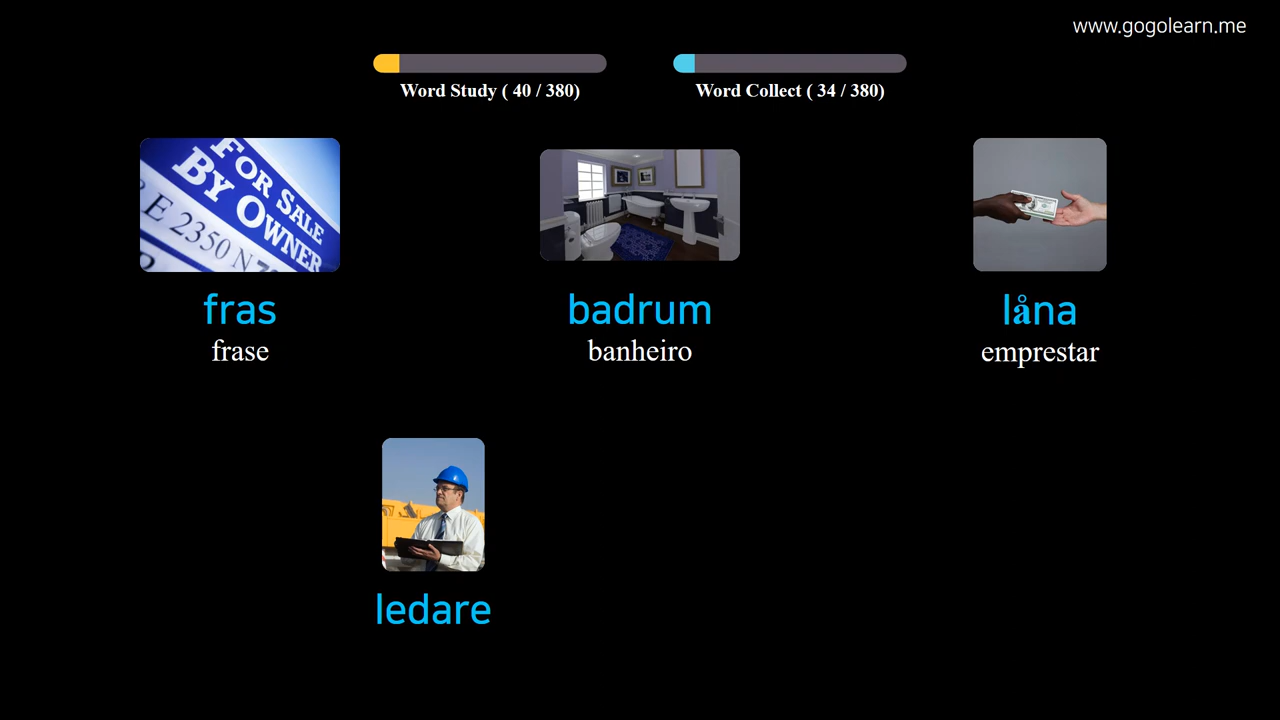 www.gogolearn.me
Word Study ( 40 / 380)
Word Collect ( 34 / 380)
FOR SALE
BY OWNER
E 2350 N
fras
frase
badrum
banheiro
låna
emprestar
ledare